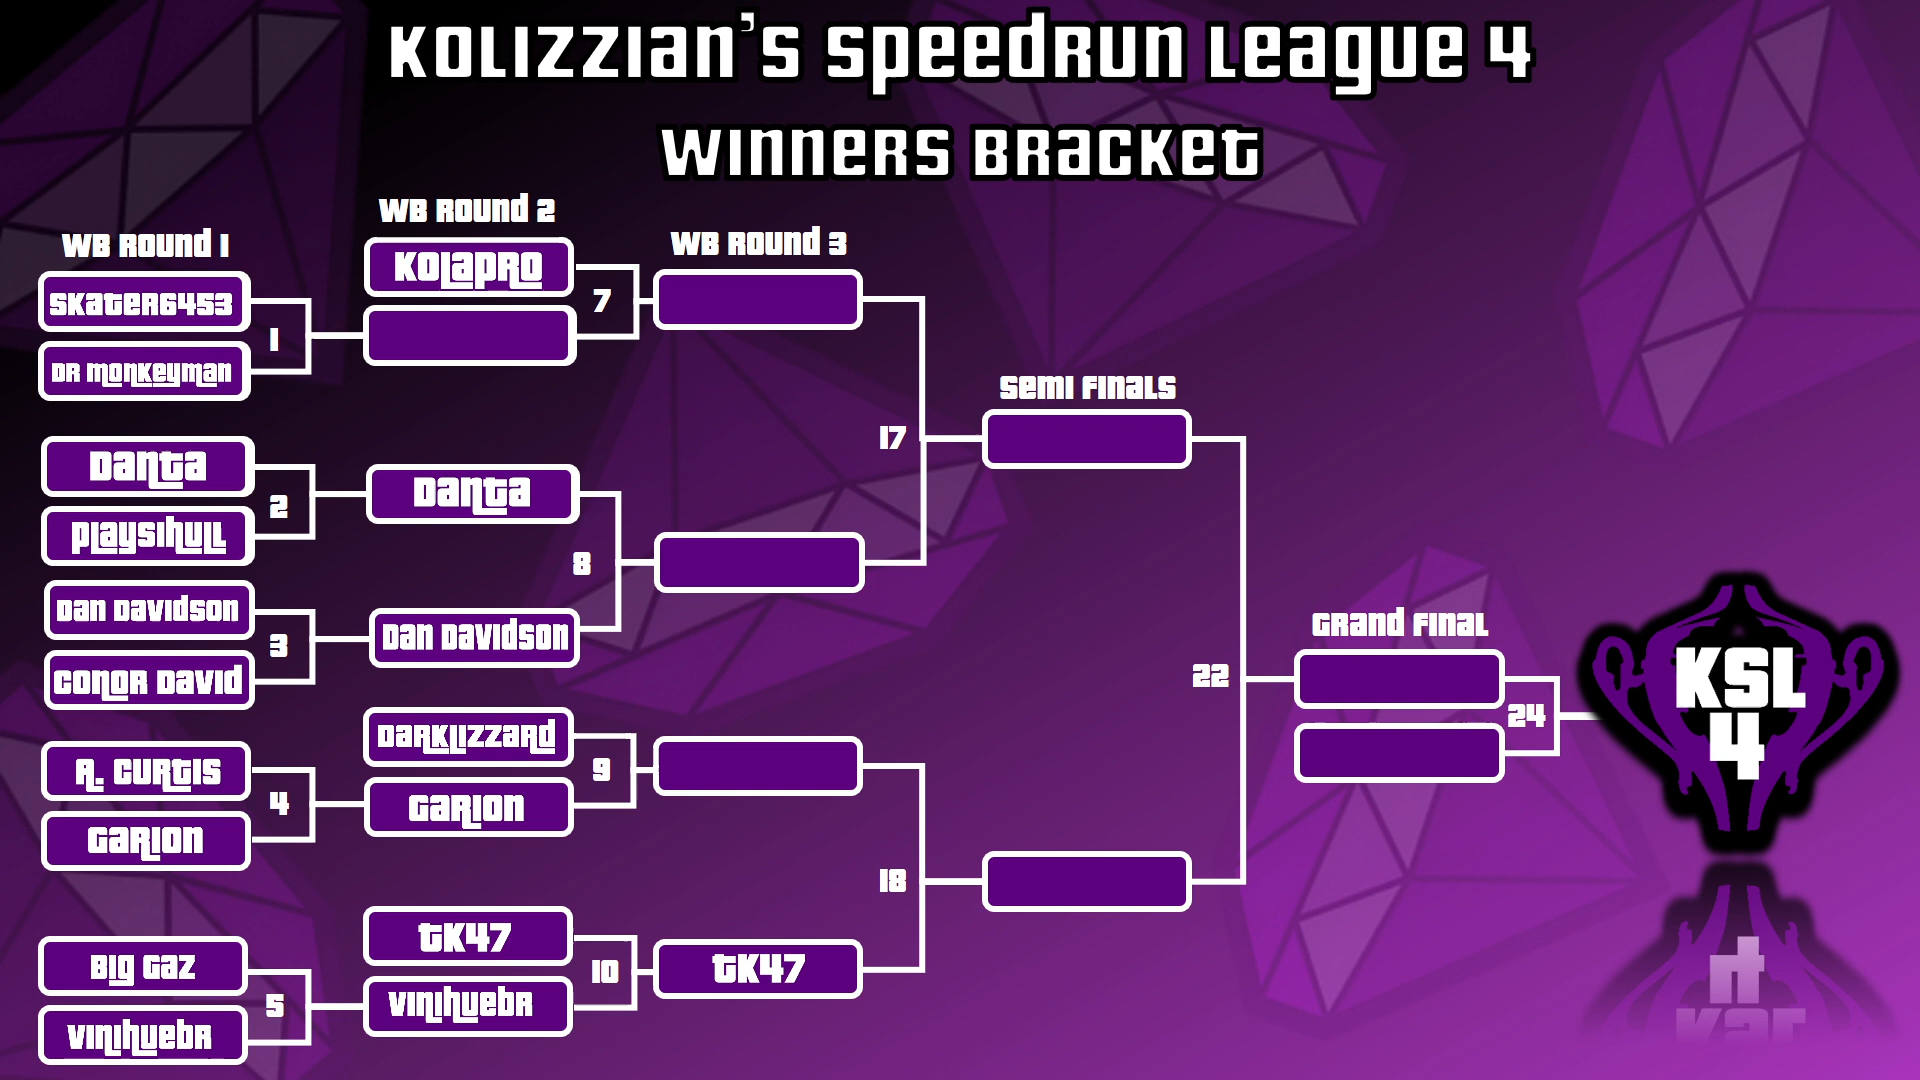 Kolizzian's Speedrun League 4
Winners Bracket
WB Round 1
Skater6453
1
Dr Monkeyman
Danta
2
Playsihull
Dan Davidson
3
Conor David
A. Curtis
4
Garion
Big Gaz
5
Vinihuebr
WB Round 2
Kolapro
7
Danta
8
Dan Davidson
Darklizzard
9
Garion
TK47
10
Vinihuebr
WB Round 3
17
18
TK47
Semi Finals
22
Grand Final
24
KSL
4